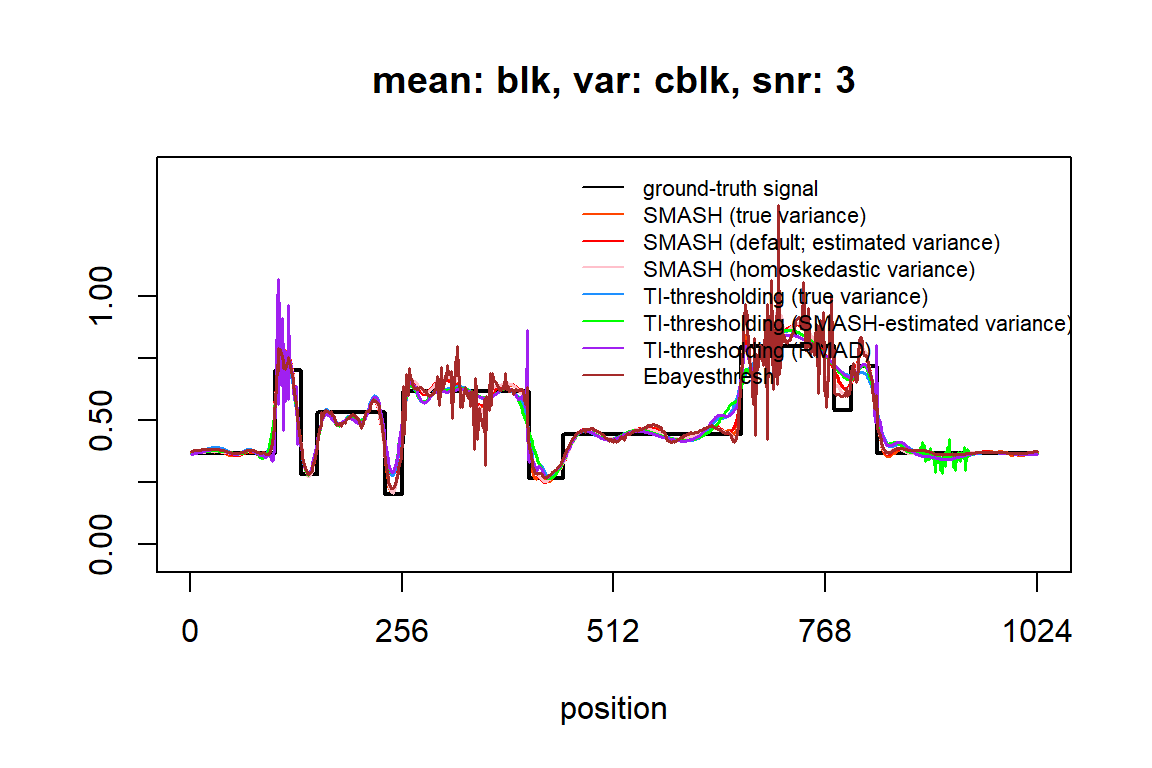 mean: blk, var: cblk, snr: 3
ground-truth signal
SMASH (true variance)
SMASH (default; estimated variance)
SMASH (homoskedastic variance)
TI-thresholding (true variance)
TI-thresholding (SMASH-estimated variance)
TI-thresholding (RMAD)
Ebayesthresh
1.00
0.50
0.00
0 256 512 768 1024
position